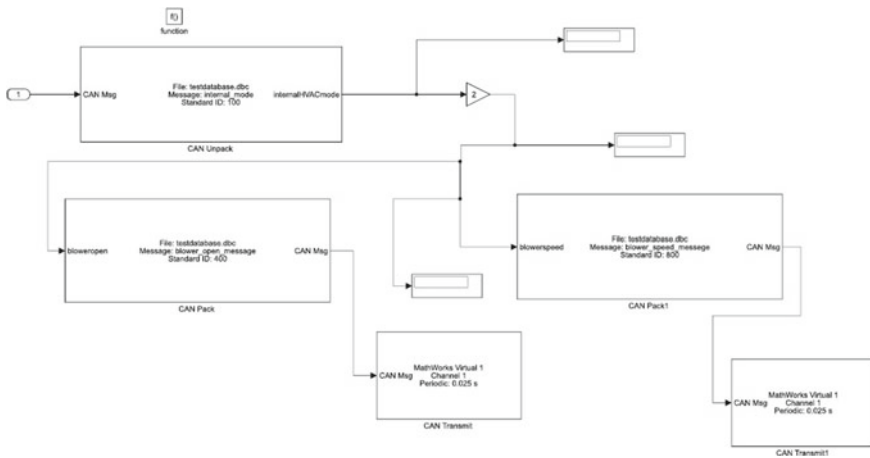 f()
function
1
CAN Msg
File: testdatabase.dbc
Message: internal_mode
Standard ID: 100
internalHVACmode
CAN Unpack
2
bloweropen
File: testdatabase.dbc
Message: blower_open_message
Standard ID: 400
CAN Msg
CAN Pack
blowerspeed
File: testdatabase.dbc
Message: blower_speed_messege
Standard ID: 800
CAN Msg
CAN Pack1
CAN Msg
MathWorks Virtual 1
Channel 1
Periodic: 0.025 s
CAN Transmit
CAN Msg
MathWorks Virtual 1
Channel 1
Periodic: 0.025 s
CAN Transmit1